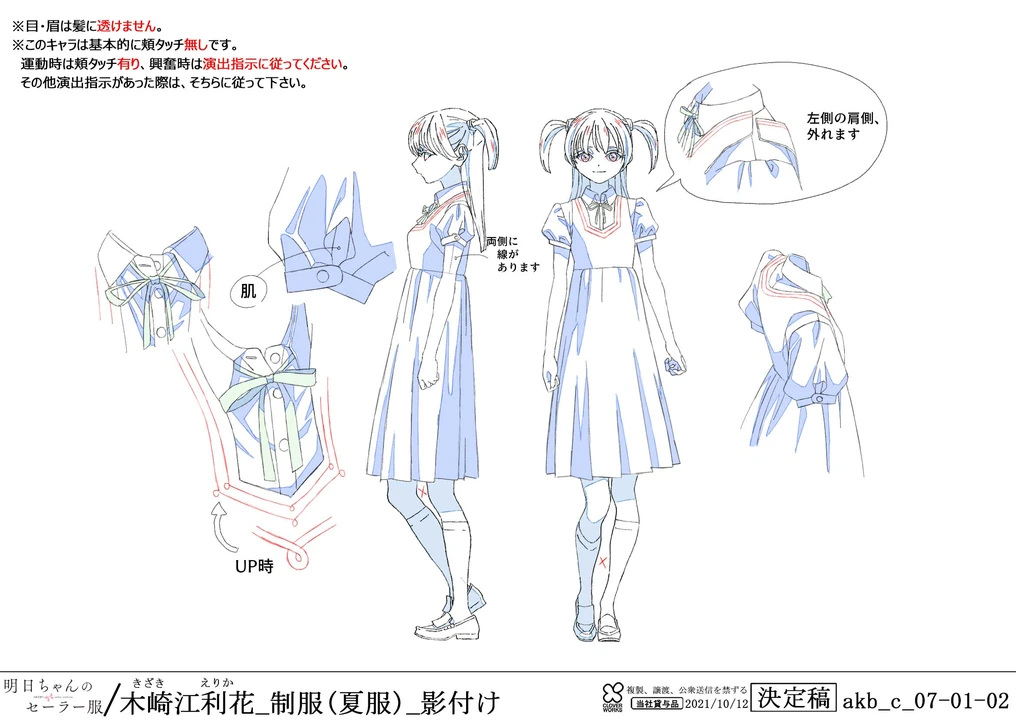 ※目・眉は髪に透けません。
※このキャラは基本的に頬タッチ無しです。
運動時は頬タッチ有り、興奮時は演出指示に従ってください。
その他演出指示があった際は、そちらに従って下さい。
左側の肩側、
外れます
両側に
線が
あります
肌
UP時
明日ちゃんの
セーラー服
きざき えりか
/木崎江利花_制服(夏服)_影付け
CLOVER
WORKS
複製、譲渡、公衆送信を禁ずる
当社貸与品 2021/10/12
決定稿
akb_c_07-01-02